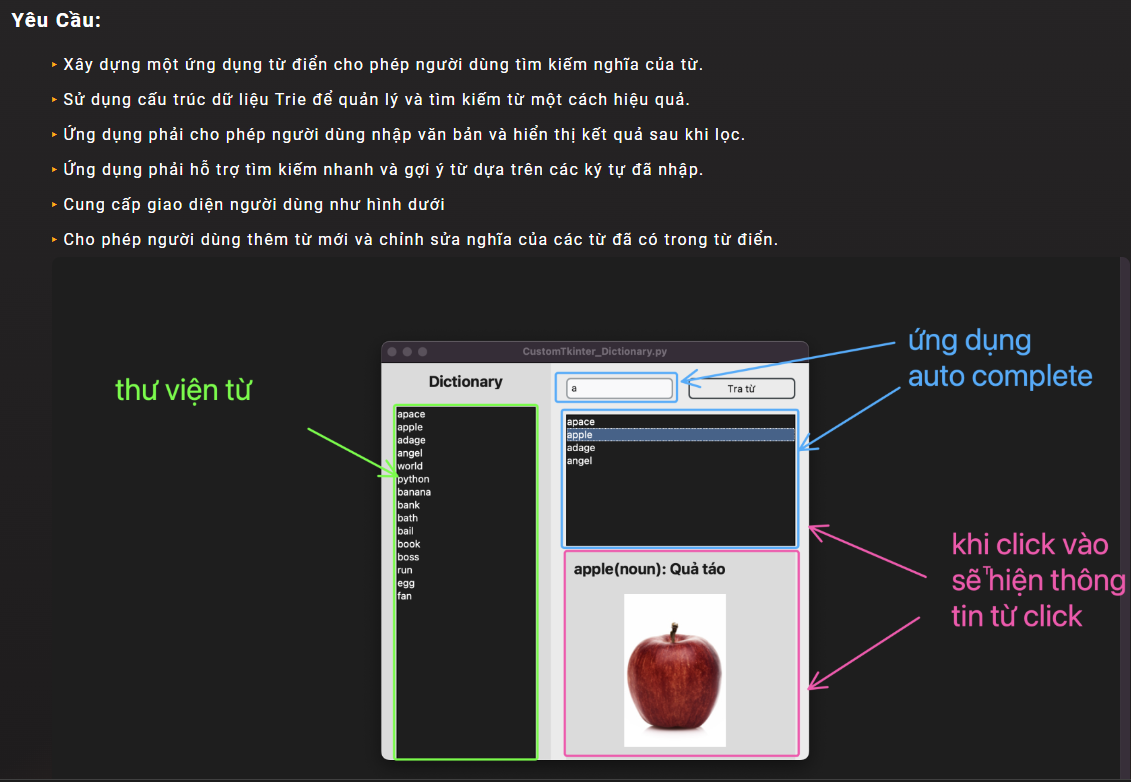 Yêu Cầu:
Xây dựng một ứng dụng từ điển cho phép người dùng tìm kiếm nghĩa của từ.
Sử dụng cấu trúc dữ liệu Trie để quản lý và tìm kiếm từ một cách hiệu quả.
Ứng dụng phải cho phép người dùng nhập văn bản và hiển thị kết quả sau khi lọc.
Ứng dụng phải hỗ trợ tìm kiếm nhanh và gợi ý từ dựa trên các ký tự đã nhập.
Cung cấp giao diện người dùng như hình dưới
Cho phép người dùng thêm từ mới và chỉnh sửa nghĩa của các từ đã có trong từ điển.
CustomTkinter_Dictionary.py
thư viện từ
Dictionary
apace
apple
adage
angel
world
python
banana
bank
bath
bail
book
boss
run
egg
fan
a
Tra từ
ứng dụng
auto complete
apace
apple
adage
angel
khi click vào
sẽ hiện thông
tin từ click
apple(noun): Quả táo